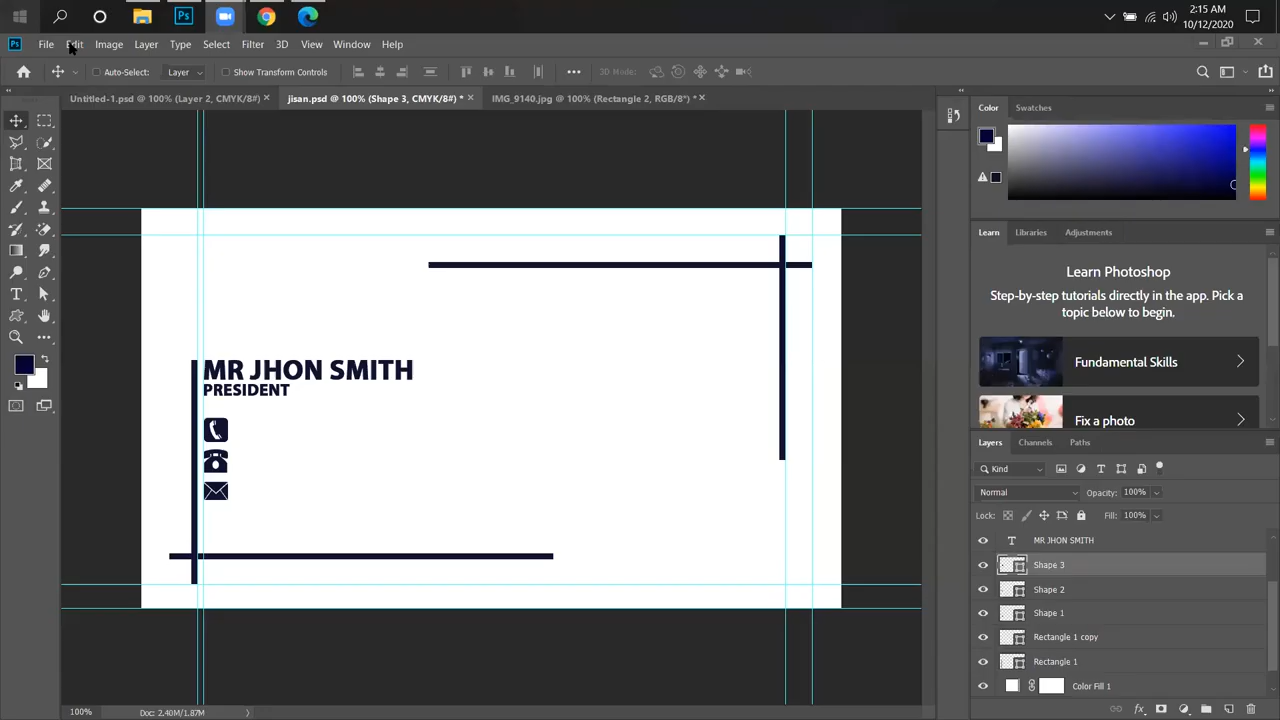 2:15 AM
10/12/2020
Ps
Ps
File Edit Image Layer Type Select Filter 3D View Window Help
Auto-Select: Layer Show Transform Controls 3D Mode:
Untitled-1.psd @ 100% (Layer 2, CMYK/8#) × jisan.psd @ 100% (Shape 3, CMYK/8#) * × IMG_9140.jpg @ 100% (Rectangle 2, RGB/8*) * ×
Color Swatches
Learn Libraries Adjustments
Learn Photoshop
Step-by-step tutorials directly in the app. Pick a
topic below to begin.
Fundamental Skills
Fix a photo
MR JHON SMITH
PRESIDENT
Layers Channels Paths
Kind
Normal Opacity: 100%
Lock: Fill: 100%
T MR JHON SMITH
Shape 3
Shape 2
Shape 1
Rectangle 1 copy
Rectangle 1
Color Fill 1
fx
100% Doc: 2.40M/1.87M